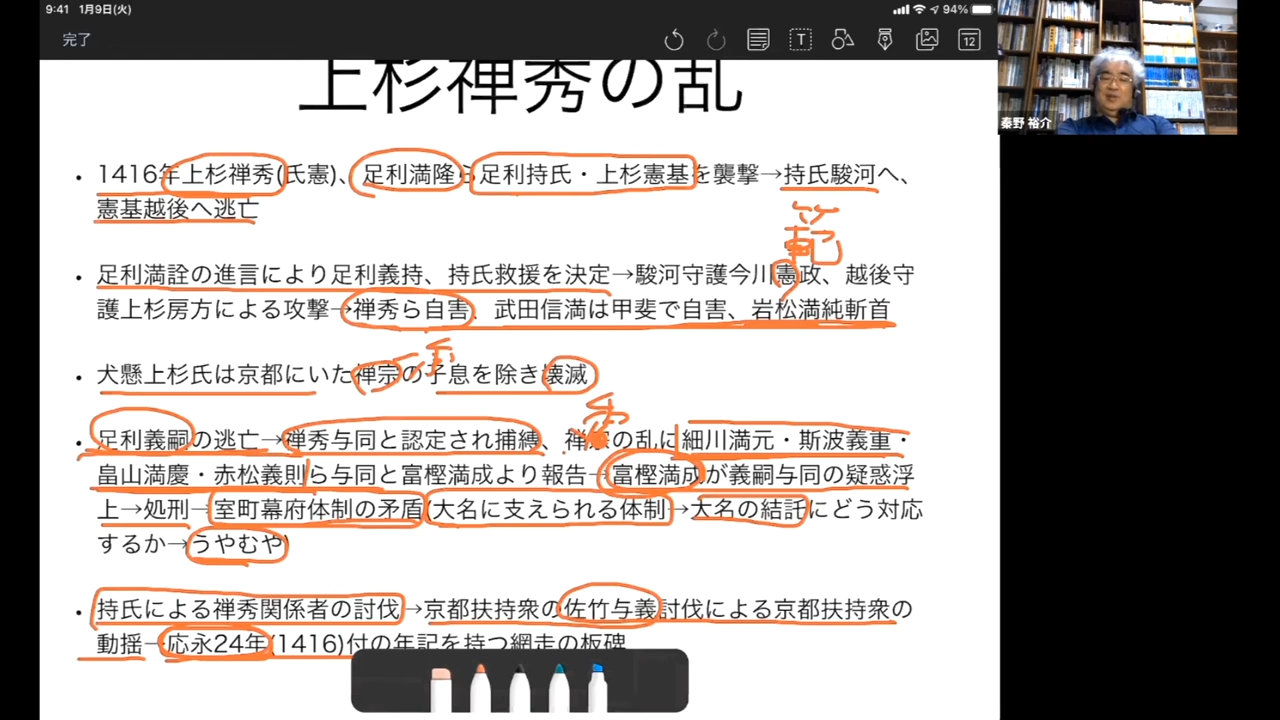 9:41 1月9日(火)
94%
完了
12
上杉禅秀の乱
秦野 裕介
• 1416年上杉禅秀(氏憲)、足利満隆ら足利持氏・上杉憲基を襲撃→持氏駿河へ、
憲基越後へ逃亡
範
• 足利満詮の進言により足利義持、持氏救援を決定→駿河守護今川憲政、越後守
護上杉房方による攻撃→禅秀ら自害、武田信満は甲斐で自害、岩松満純斬首
• 犬懸上杉氏は京都にいた禅宗の子息を除き壊滅
秀
• 足利義嗣の逃亡→禅秀与同と認定され捕縛、禅宗の乱に細川満元・斯波義重・
畠山満慶・赤松義則ら与同と富樫満成より報告→富樫満成が義嗣与同の疑惑浮
上→処刑→室町幕府体制の矛盾(大名に支えられる体制→大名の結託にどう対応
するか→うやむや)
• 持氏による禅秀関係者の討伐→京都扶持衆の佐竹与義討伐による京都扶持衆の
動揺→応永24年(1416)付の年記を持つ網走の板碑